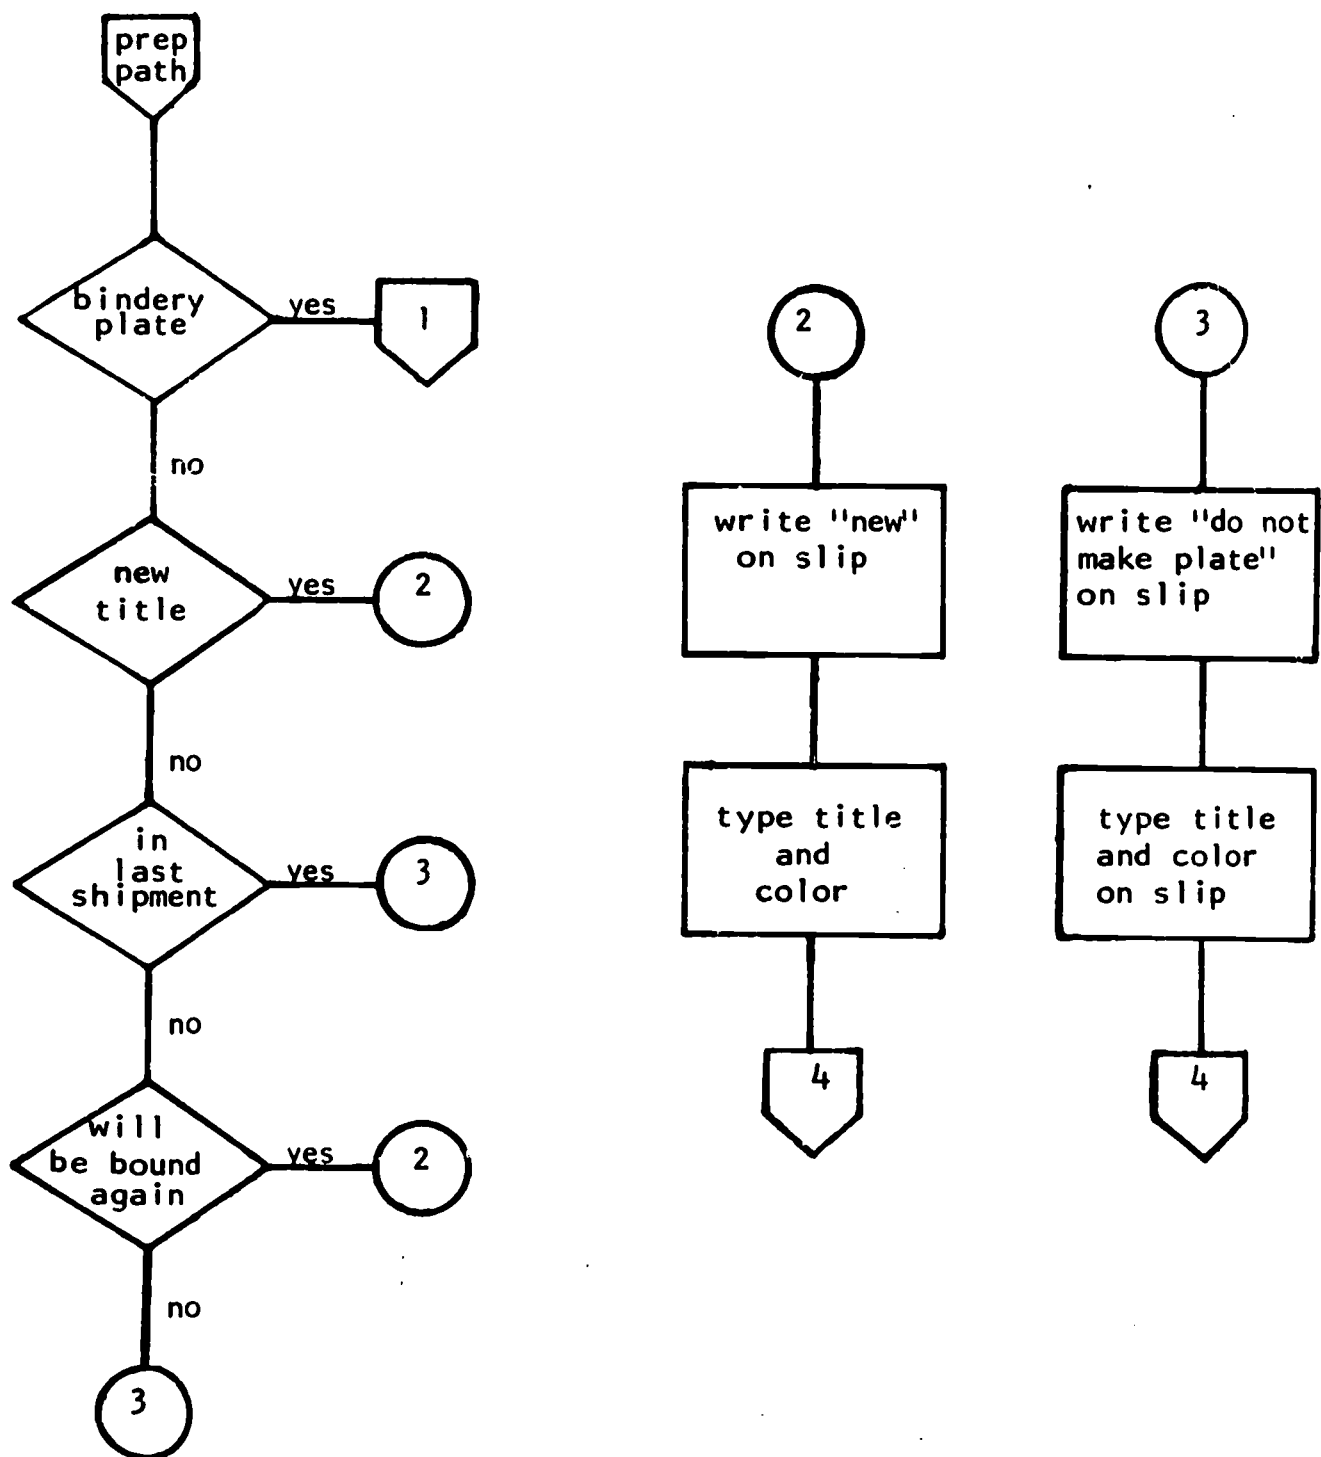 prep
path
bindery
plate
yes
1
no
new
title
yes
2
no
in
last
shipment
yes
3
no
will
be bound
again
yes
2
no
3
2
write "new"
on slip
type title
and
color
4
3
write "do not
make plate"
on slip
type title
and color
on slip
4